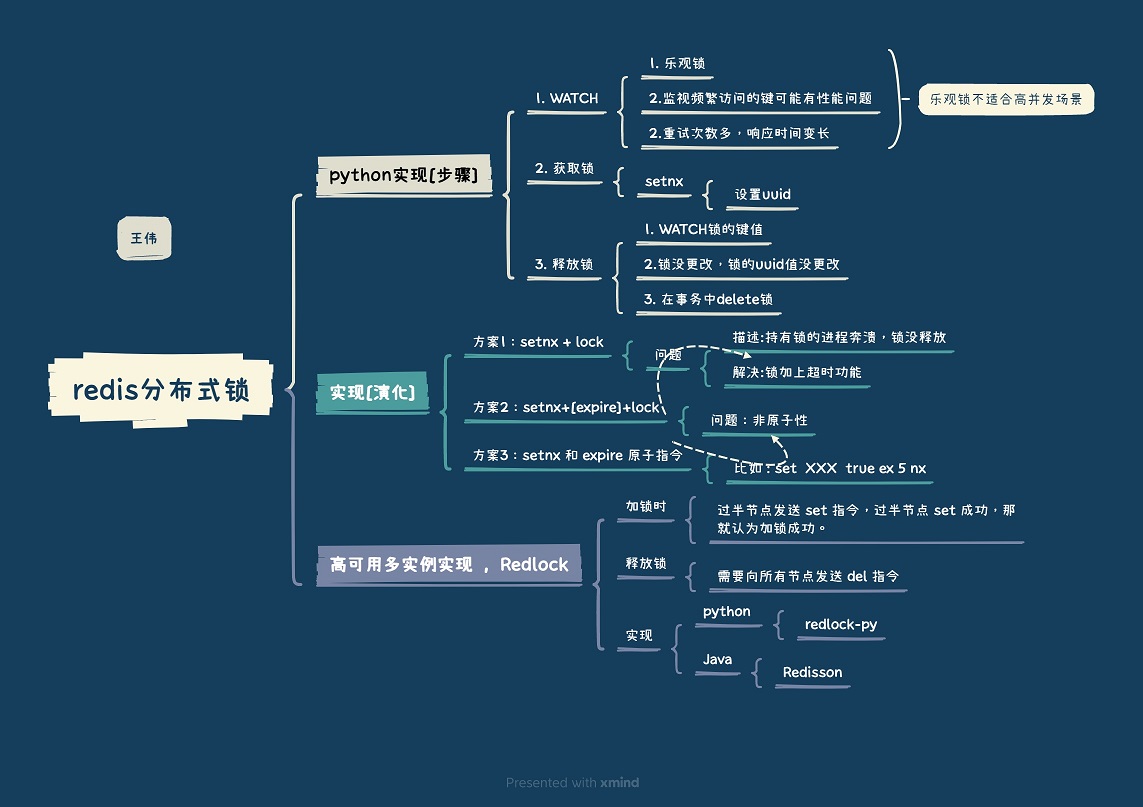 王伟
redis分布式锁
python实现[步骤]
1. WATCH
1. 乐观锁
2.监视频繁访问的键可能有性能问题
2.重试次数多，响应时间变长
乐观锁不适合高并发场景
2. 获取锁
setnx
设置uuid
3. 释放锁
1. WATCH锁的键值
2.锁没更改，锁的uuid值没更改
3. 在事务中delete锁
实现[演化]
方案1：setnx + lock
问题
描述:持有锁的进程奔溃，锁没释放
解决:锁加上超时功能
方案2：setnx+[expire]+lock
问题：非原子性
方案3：setnx 和 expire 原子指令
比如：set XXX true ex 5 nx
高可用多实例实现 ，Redlock
加锁时
过半节点发送 set 指令，过半节点 set 成功，那
就认为加锁成功。
释放锁
需要向所有节点发送 del 指令
实现
python
redlock-py
Java
Redisson
Presented with xmind